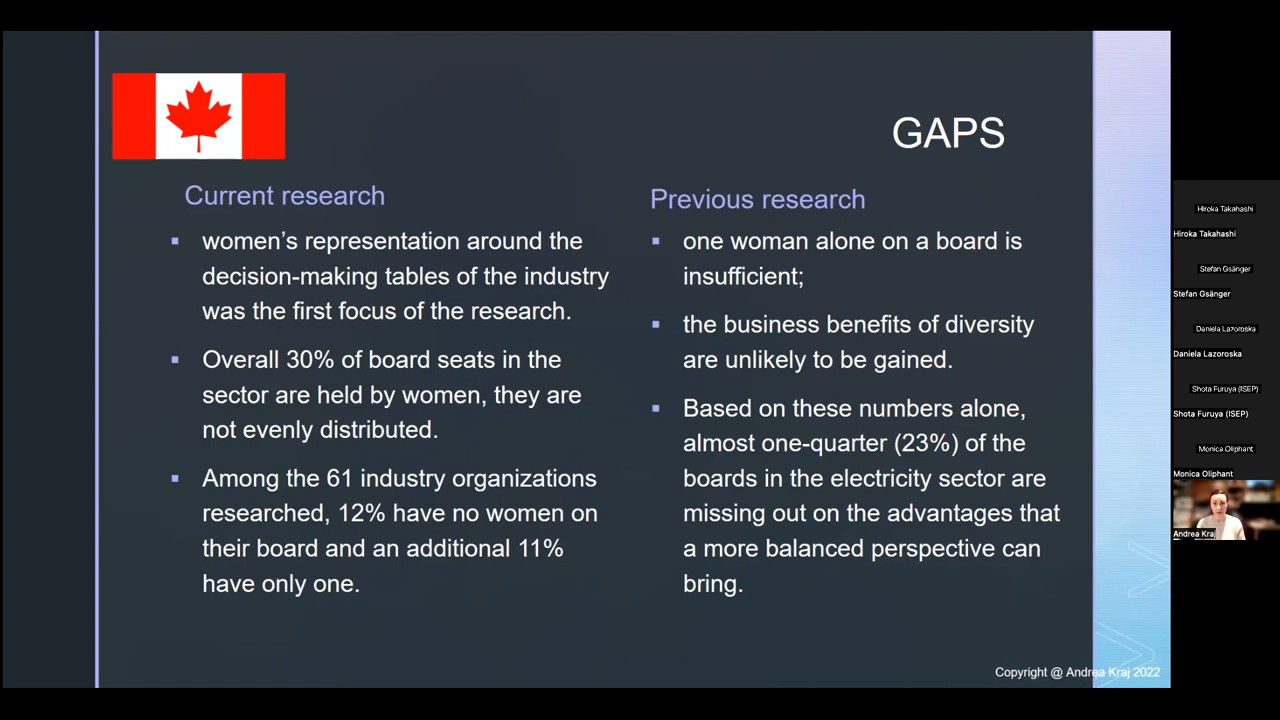 GAPS
Current research
▪ women’s representation around the
decision-making tables of the industry
was the first focus of the research.
▪ Overall 30% of board seats in the
sector are held by women, they are
not evenly distributed.
▪ Among the 61 industry organizations
researched, 12% have no women on
their board and an additional 11%
have only one.
Previous research
▪ one woman alone on a board is
insufficient;
▪ the business benefits of diversity
are unlikely to be gained.
▪ Based on these numbers alone,
almost one-quarter (23%) of the
boards in the electricity sector are
missing out on the advantages that
a more balanced perspective can
bring.
Copyright @ Andrea Kraj 2022
Hiroka Takahashi
Hiroka Takahashi
Stefan Gsänger
Stefan Gsänger
Daniela Lazoroska
Daniela Lazoroska
Shota Furuya (ISEP)
Shota Furuya (ISEP)
Monica Oliphant
Monica Oliphant
Andrea Kraj